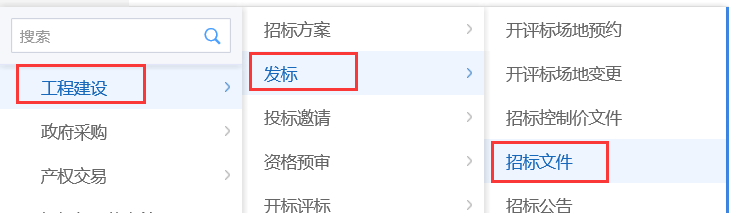 搜索
工程建设
政府采购
产权交易
招标方案
发标
投标邀请
资格预审
开标评标
开评标场地预约
开评标场地变更
招标控制价文件
招标文件
招标公告